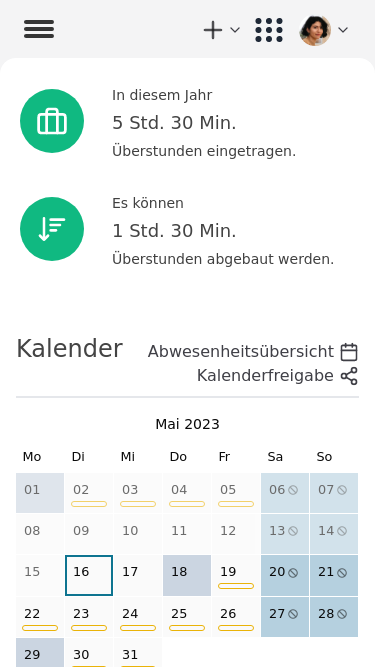 In diesem Jahr
5 Std. 30 Min.
Überstunden eingetragen.
Es können
1 Std. 30 Min.
Überstunden abgebaut werden.
Kalender
Abwesenheitsübersicht
Kalenderfreigabe
Mai 2023
Mo Di Mi Do Fr Sa So
01 02 03 04 05 06 07
08 09 10 11 12 13 14
15 16 17 18 19 20 21
22 23 24 25 26 27 28
29 30 31